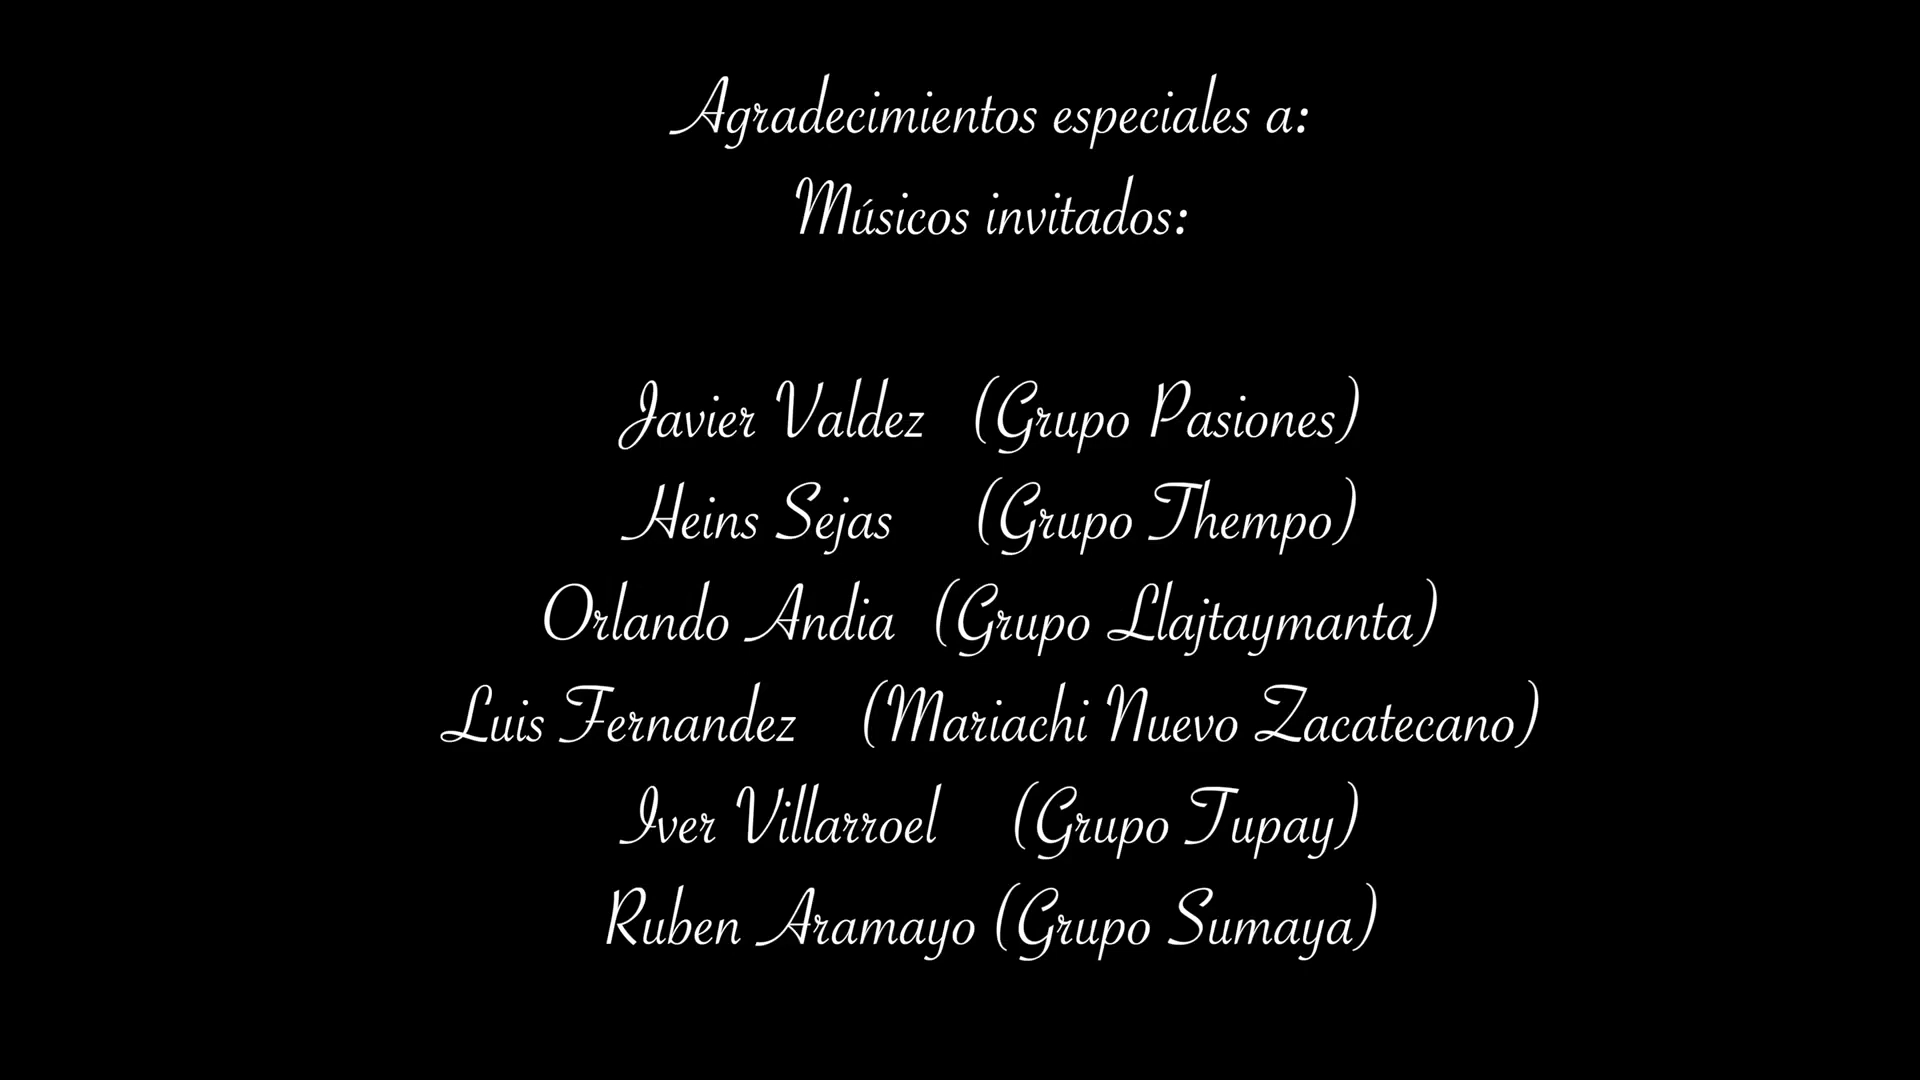 Agradecimientos especiales a:
Músicos invitados:
Javier Valdez (Grupo Pasiones)
Heins Sejas (Grupo Thempo)
Orlando Andia (Grupo Llajtaymanta)
Luis Fernandez (Mariachi Nuevo Zacatecano)
Iver Villarroel (Grupo Tupay)
Ruben Aramayo (Grupo Sumaya)